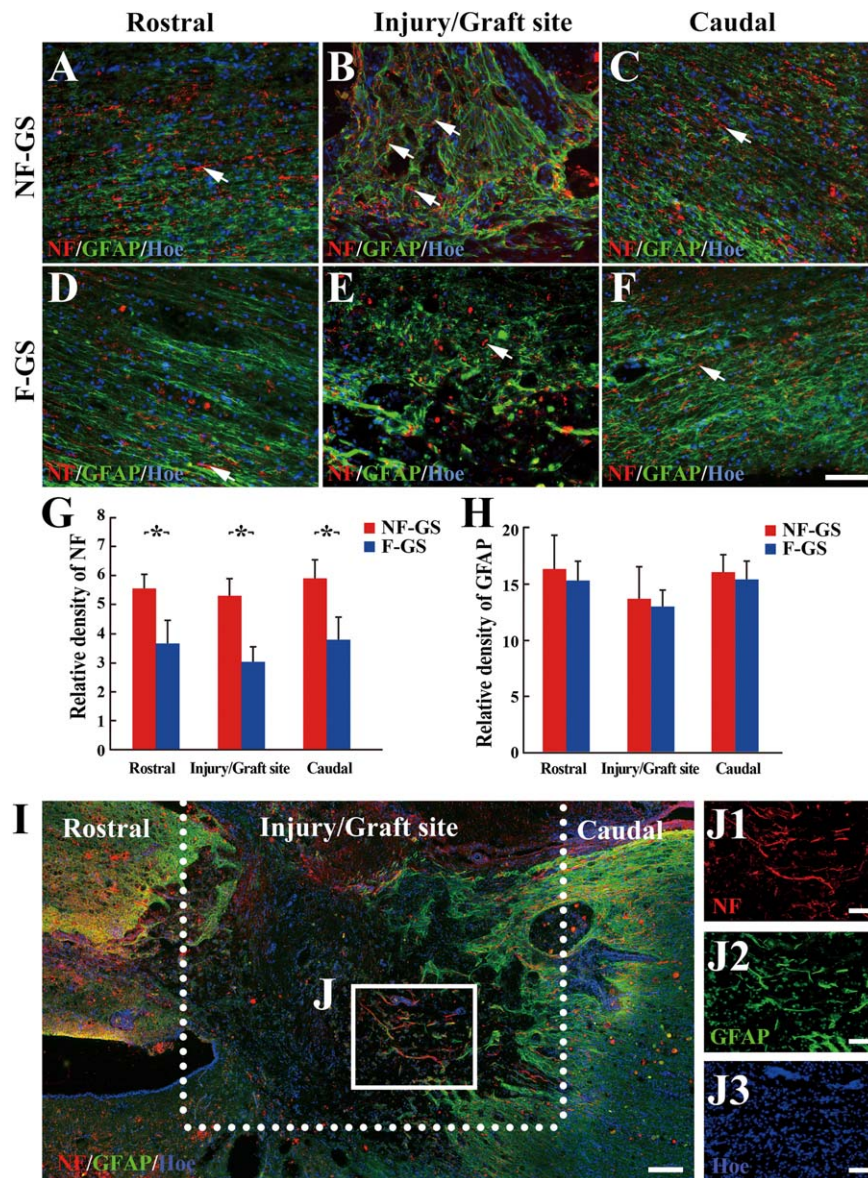 Rostral Injury/Graft site Caudal
NF-GS
A
NF/GFAP/Hoe
B
NF/GFAP/Hoe
C
NF/GFAP/Hoe
F-GS
D
NF/GFAP/Hoe
E
NF/GFAP/Hoe
F
NF/GFAP/Hoe
G
Relative density of NF
8
7
6
5
4
3
2
1
0
*
*
*
NF-GS
F-GS
Rostral Injury/Graft site Caudal
H
Relative density of GFAP
20
15
10
5
0
NF-GS
F-GS
Rostral Injury/Graft site Caudal
I
Rostral Injury/Graft site Caudal
J
NF/GFAP/Hoe
J1
NF
J2
GFAP
J3
Hoe